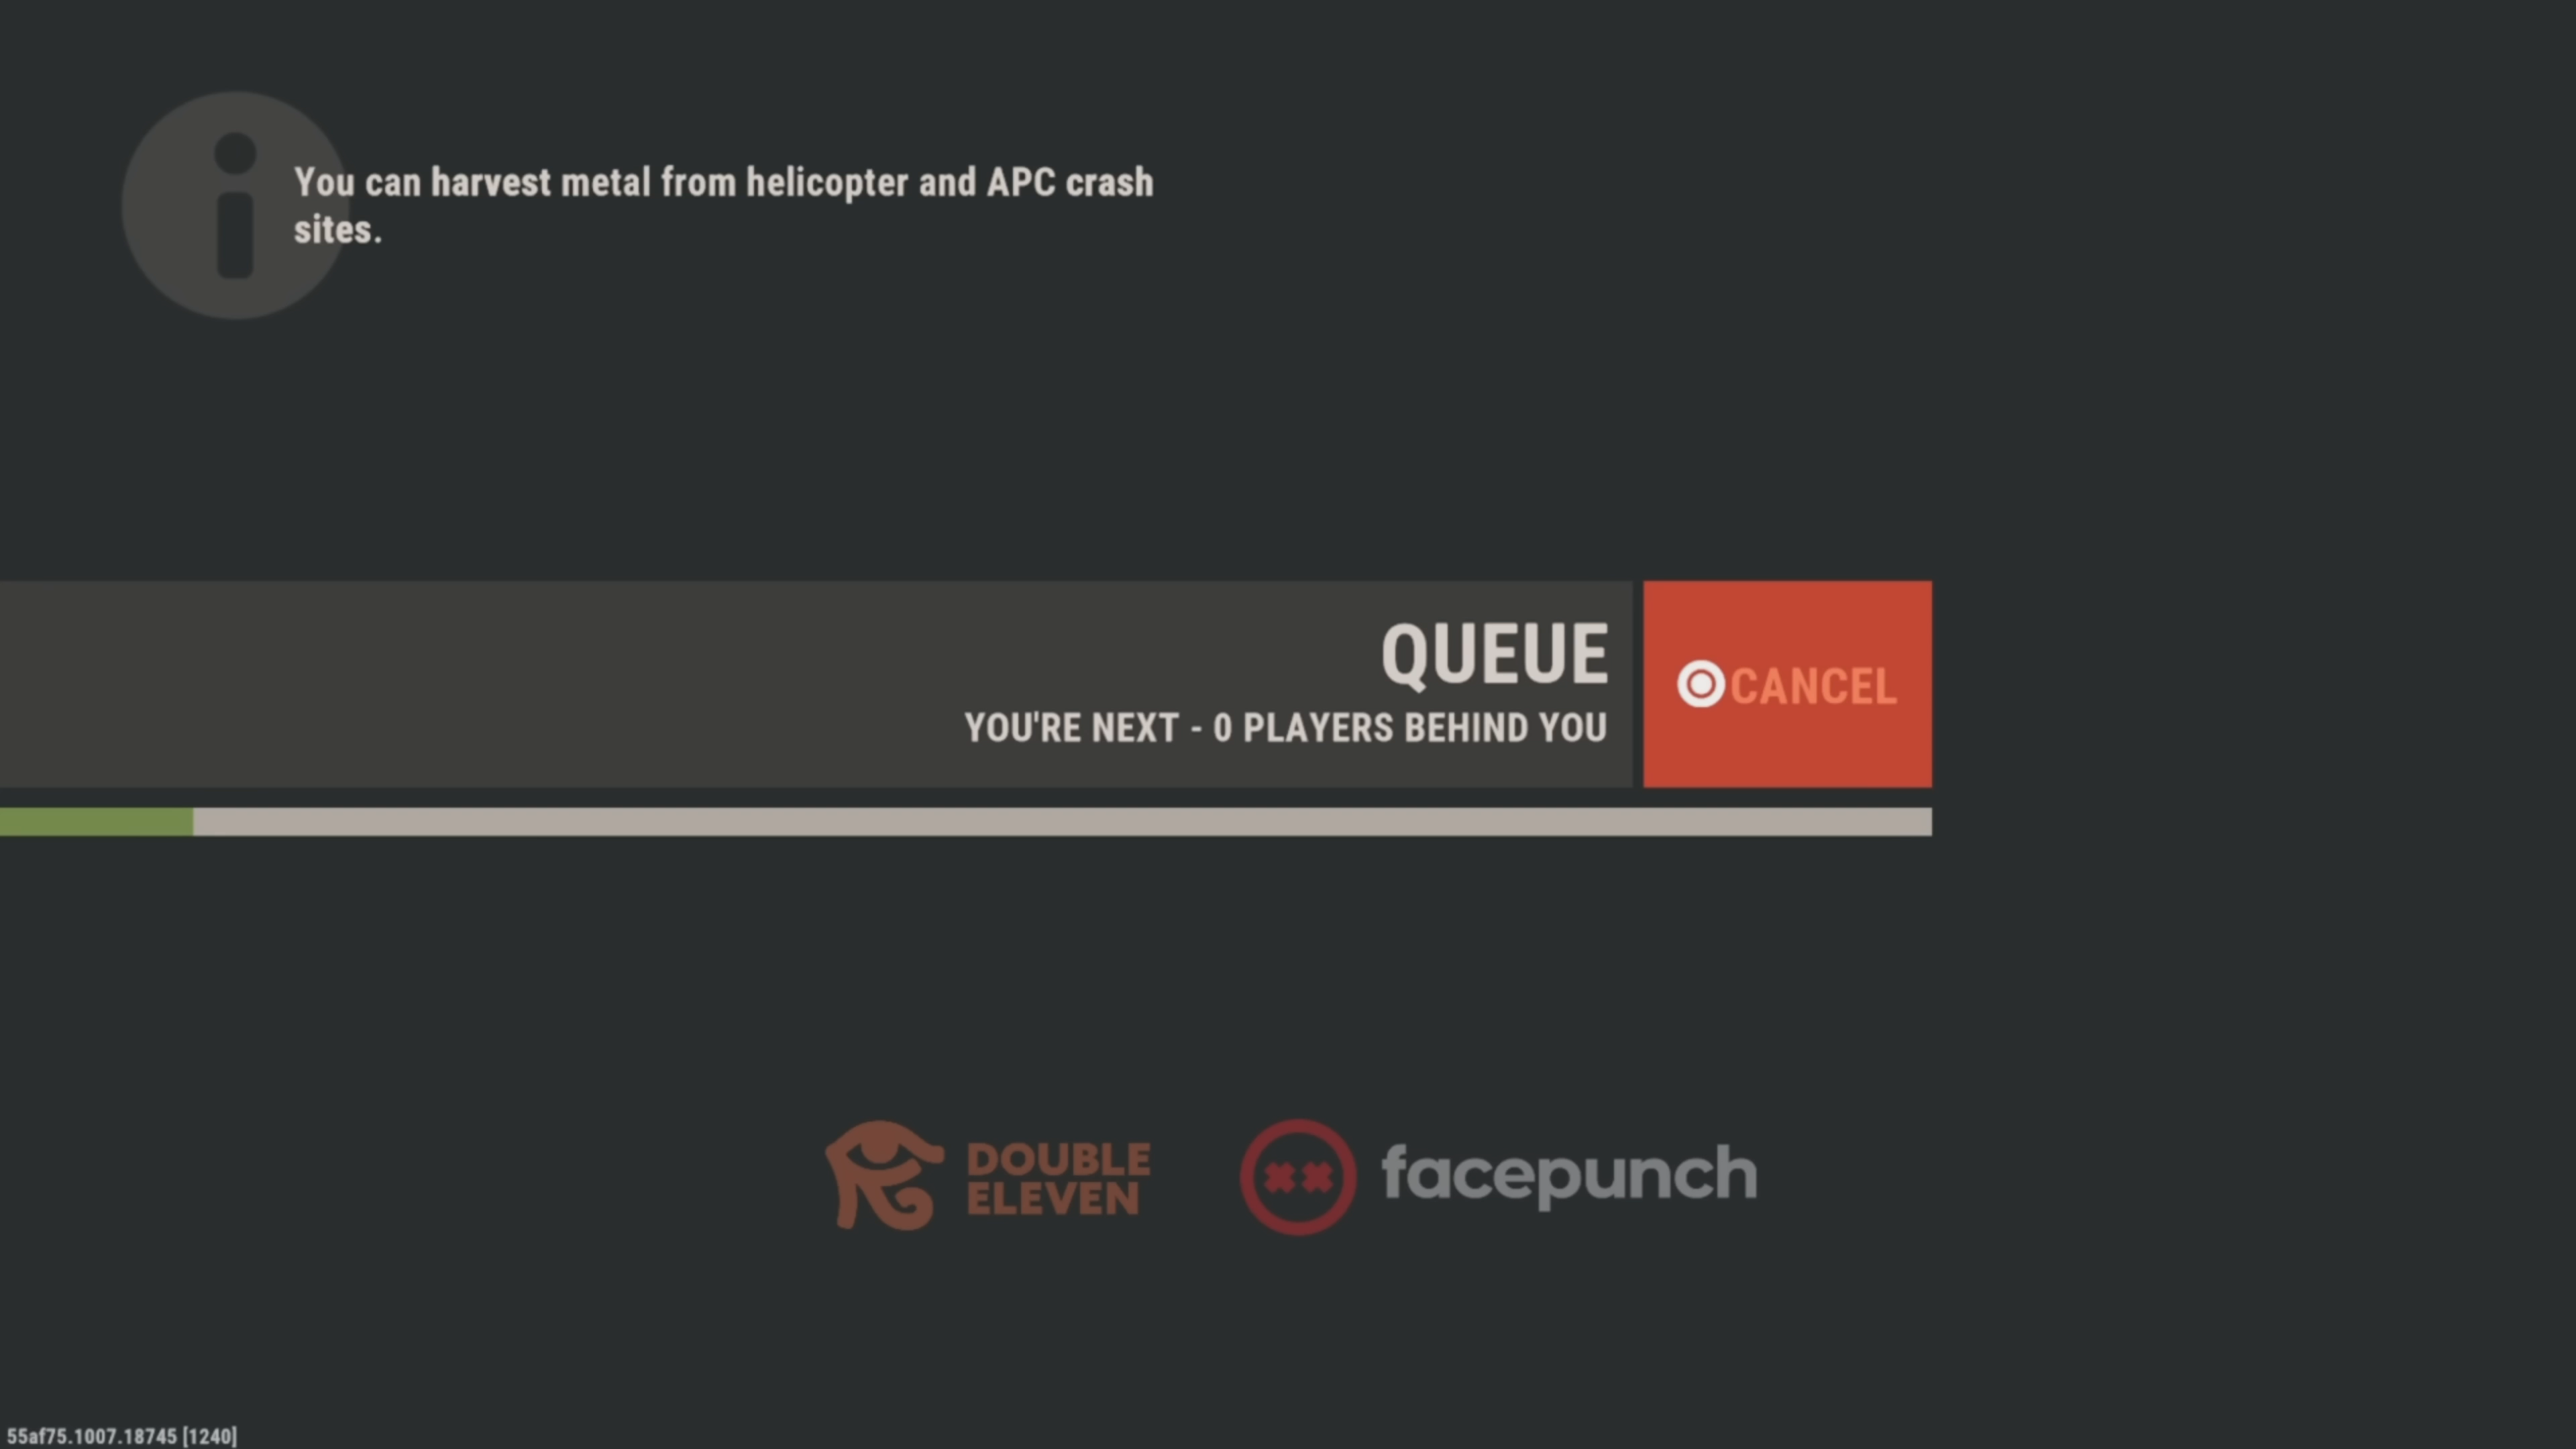 You can harvest metal from helicopter and APC crash
sites.
QUEUE
YOU'RE NEXT - 0 PLAYERS BEHIND YOU
CANCEL
DOUBLE
ELEVEN
facepunch
55af75.1007.18745 [1240]